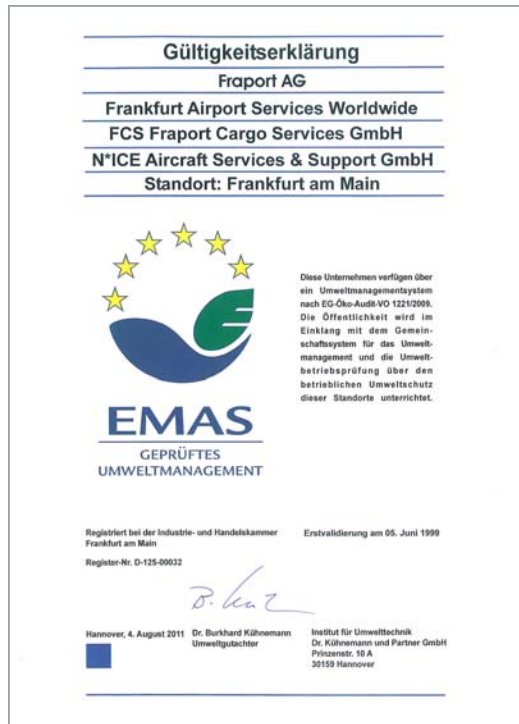 Gültigkeitserklärung
Fraport AG
Frankfurt Airport Services Worldwide
FCS Fraport Cargo Services GmbH
N*ICE Aircraft Services & Support GmbH
Standort: Frankfurt am Main
Diese Unternehmen verfügen über
ein Umweltmanagementsystem
nach EG-Öko-Audit-VO 1221/2009.
Die Öffentlichkeit wird im
Einklang mit dem Gemein-
schaftssystem für das Umwelt-
management und die Umwelt-
betriebsprüfung über den
betrieblichen Umweltschutz
dieser Standorte unterrichtet.
EMAS
GEPRÜFTES
UMWELTMANAGEMENT
Registriert bei der Industrie- und Handelskammer
Frankfurt am Main
Erstvalidierung am 05. Juni 1999
Register-Nr. D-125-00032
Hannover, 4. August 2011
Dr. Burkhard Kühnemann
Umweltgutachter
Institut für Umwelttechnik
Dr. Kühnemann und Partner GmbH
Prinzenstr. 10 A
30159 Hannover